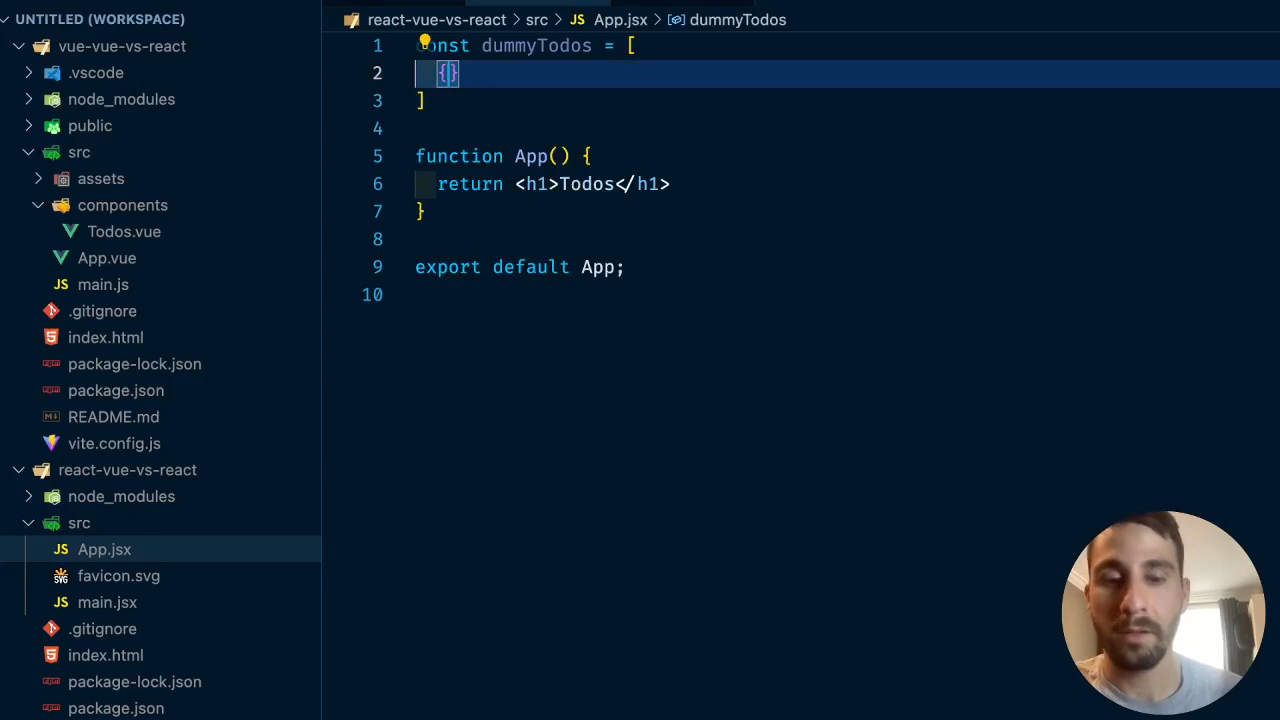 UNTITLED (WORKSPACE)
vue-vue-vs-react
.vscode
node_modules
public
src
assets
components
Todos.vue
App.vue
JS main.js
.gitignore
index.html
package-lock.json
package.json
README.md
vite.config.js
react-vue-vs-react
node_modules
src
JS App.jsx
favicon.svg
JS main.jsx
.gitignore
index.html
package-lock.json
package.json
react-vue-vs-react > src > JS App.jsx > dummyTodos
1 const dummyTodos = [
2 {}
3 ]
4
5 function App() {
6 return <h1>Todos</h1>
7 }
8
9 export default App;
10